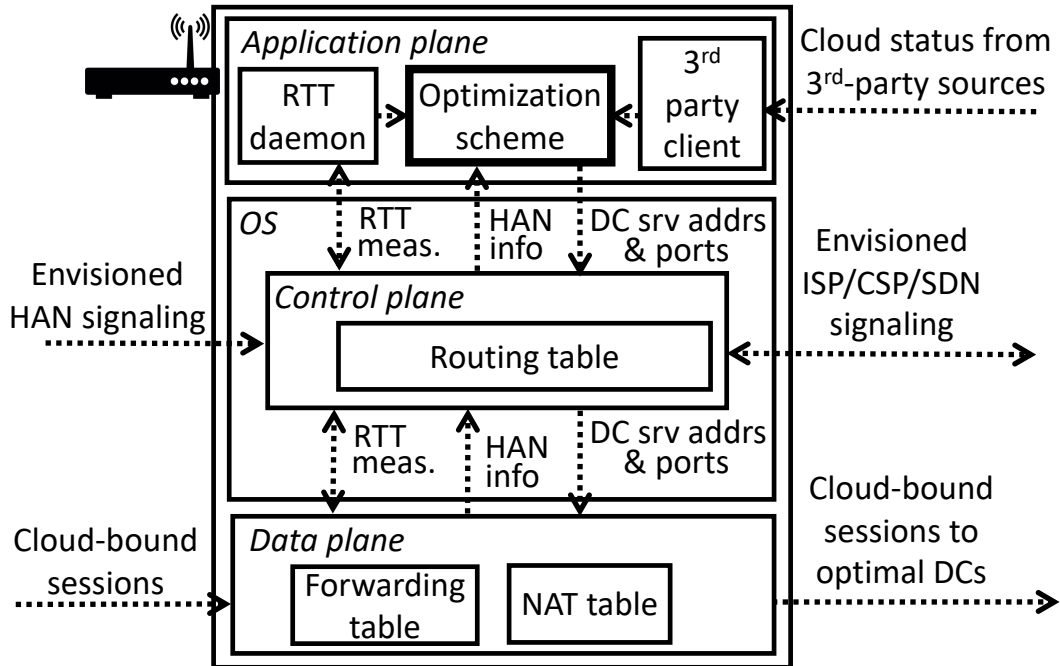 Application plane
RTT
daemon
Optimization
scheme
3rd
party
client
Cloud status from
3rd-party sources
OS
RTT
meas.
HAN
info
DC srv addrs
& ports
Envisioned
HAN signaling
Control plane
Routing table
Envisioned
ISP/CSP/SDN
signaling
RTT
meas.
HAN
info
DC srv addrs
& ports
Cloud-bound
sessions
Data plane
Forwarding
table
NAT table
Cloud-bound
sessions to
optimal DCs